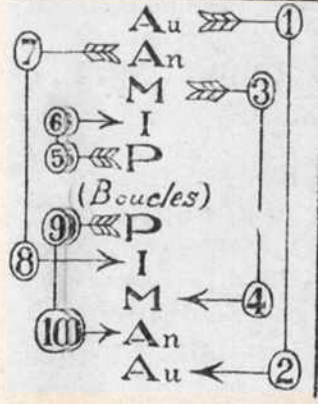 Au 1
7 An
M 3
6 I
5 P
(Boucles)
9 P
8 I
M 4
10 An
Au 2